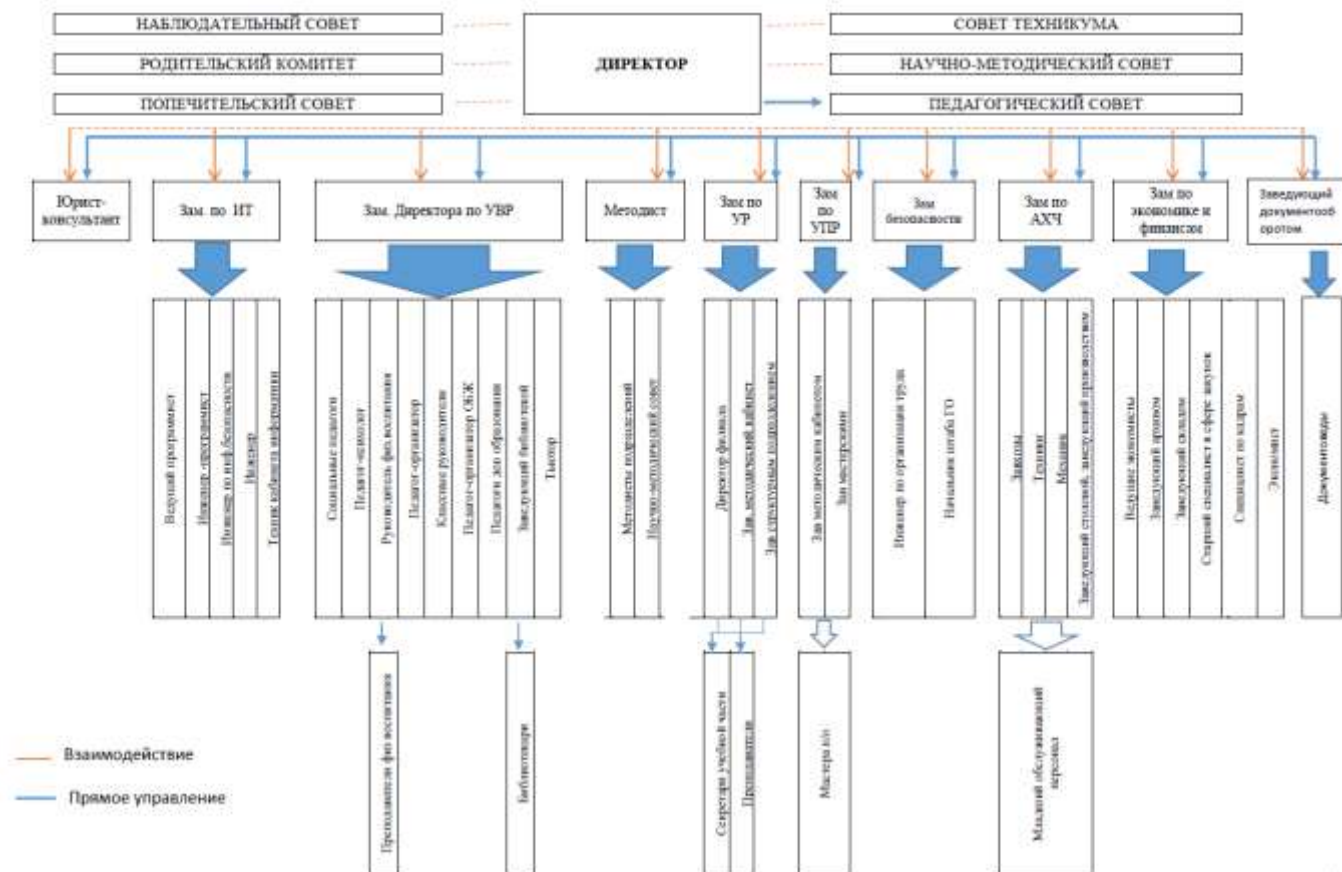 НАБЛЮДАТЕЛЬНЫЙ СОВЕТ
РОДИТЕЛЬСКИЙ КОМИТЕТ
ПОПЕЧИТЕЛЬСКИЙ СОВЕТ
ДИРЕКТОР
СОВЕТ ТЕХНИКУМА
НАУЧНО-МЕТОДИЧЕСКИЙ СОВЕТ
ПЕДАГОГИЧЕСКИЙ СОВЕТ
Юрист-
консультант
Зам. по ИТ
Зам. Директора по УВР
Методист
Зам по
УР
Зам
по
УПР
Зам
безопасности
Зам по
АХЧ
Зам по
экономике и
финансам
Заведующий
документооб
оротом
Ведущий программист
Инженер-программист
Инженер по инф.безопасности
Инженер
Техник кабинета информатики
Социальные педагоги
Педагог-психолог
Руководитель физ.воспитания
Педагог-организатор
Классные руководители
Педагог-организатор ОБЖ
Педагоги доп образования
Заведующий библиотекой
Тьютор
Методисты подразделений
Научно-методический совет
Директор филиала
Зав. методический кабинет
Зав структурным подразделением
Зав методическим кабинетом
Зав мастерскими
Инженер по организации труда
Начальник штаба ГО
Завхозы
Техники
Механик
Заведующий столовой, заведующий производством
Ведущие экономисты
Заведующий архивом
Заведующий складом
Старший специалист в сфере закупок
Специалист по кадрам
Экономист
Документоведы
Преподаватели физ воспитания
Библиотекари
Секретари учебной части
Преподаватели
Мастера п/о
Младший обслуживающий
персонал
Взаимодействие
Прямое управление